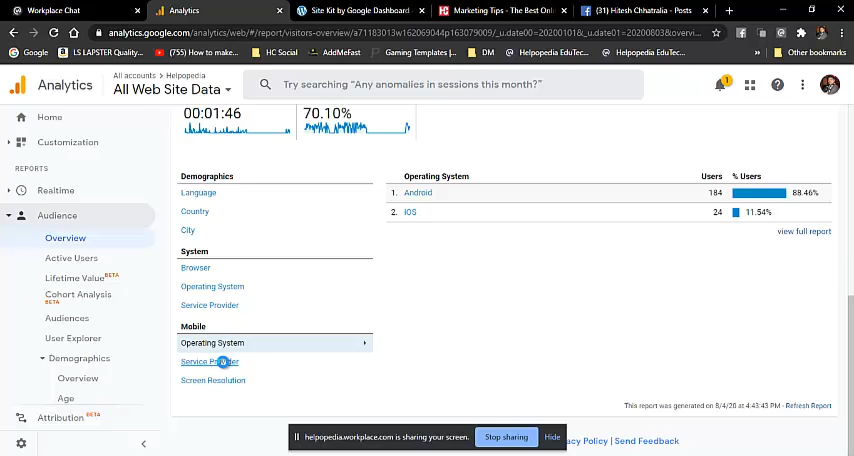 Workplace Chat
Analytics
Site Kit by Google Dashboard -
Marketing Tips - The Best Onli
(31) Hitesh Chhatralia - Posts
analytics.google.com/analytics/web/#/report/visitors-overview/a71183013w162069044p163079009/_u.date00=20200101&_u.date01=20200803&overvi...
Google
LS LAPSTER QUALITY...
(755) How to make...
HC Social
AddMeFast
Gaming Templates |...
DM
Helpopedia EduTec...
Helpopedia EduTec...
»
Other bookmarks
Analytics
All accounts > Helpopedia
All Web Site Data
Try searching "Any anomalies in sessions this month?"
1
Home
Customization
REPORTS
Realtime
Audience
Overview
Active Users
Lifetime Value BETA
Cohort Analysis
BETA
Audiences
User Explorer
Demographics
Overview
Age
Attribution BETA
00:01:46
70.10%
Demographics
Language
Country
City
System
Browser
Operating System
Service Provider
Mobile
Operating System
Service Provider
Screen Resolution
Operating System Users % Users
1. Android 184 88.46%
2. iOS 24 11.54%
view full report
This report was generated on 8/4/20 at 4:43:43 PM - Refresh Report
helpopedia.workplace.com is sharing your screen.
Stop sharing
Hide
acy Policy | Send Feedback